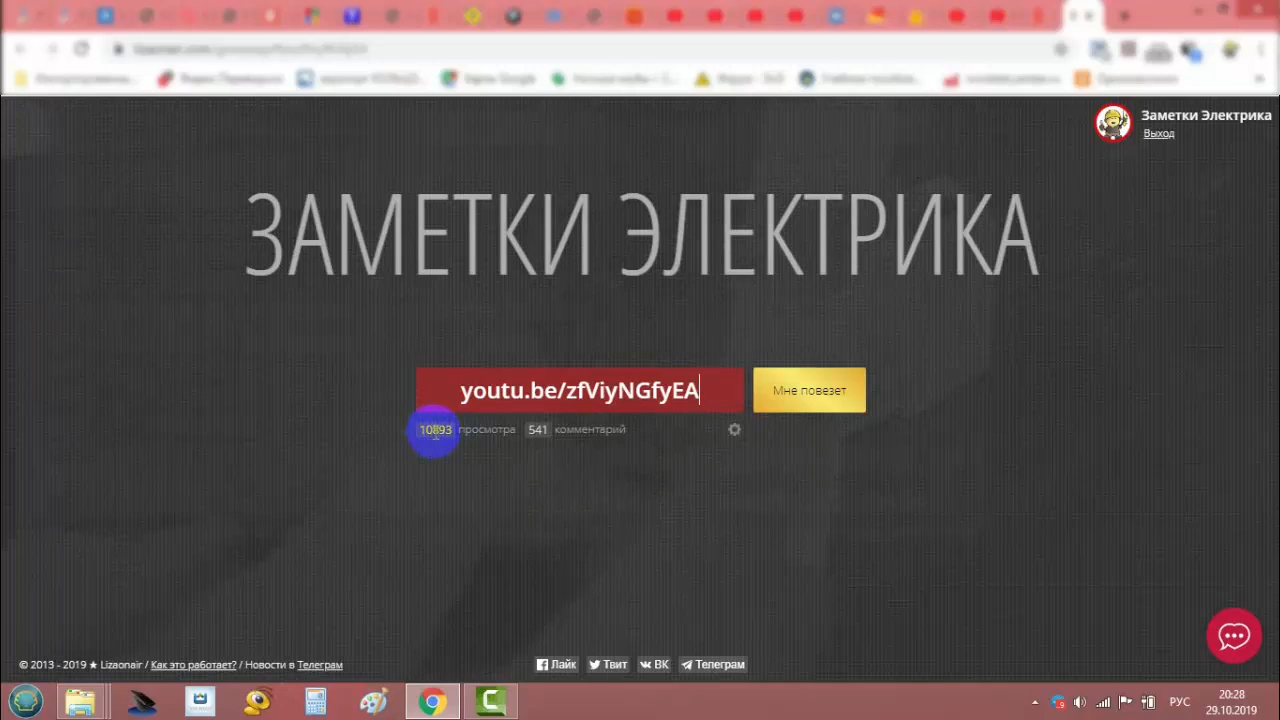 Заметки Электрика
Выход
ЗАМЕТКИ ЭЛЕКТРИКА
youtu.be/zfViyNGfyEA
Мне повезет
10893 просмотра 541 комментарий
© 2013 - 2019 ★ Lizaonair / Как это работает? / Новости в Телеграм
Лайк Твит ВК Телеграм
РУС
20:28
29.10.2019